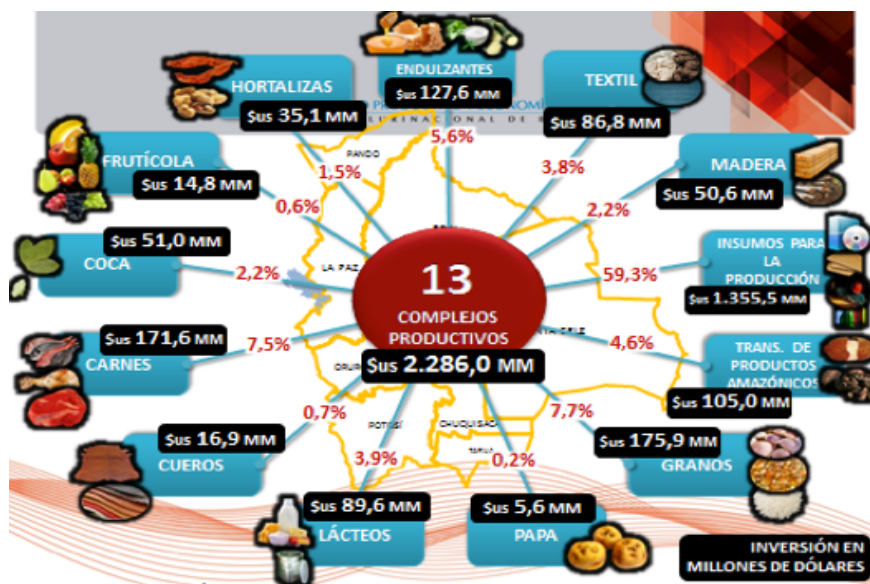 ENDULZANTES
$us 127,6 MM
5,6%
TEXTIL
$us 86,8 MM
3,8%
MADERA
$us 50,6 MM
2,2%
INSUMOS PARA
LA
PRODUCCIÓN
$us 1.355,5 MM
59,3%
TRANS. DE
PRODUCTOS
AMAZÓNICOS
$us 105,0 MM
4,6%
$us 175,9 MM
GRANOS
7,7%
$us 5,6 MM
PAPA
0,2%
$us 89,6 MM
LÁCTEOS
3,9%
$us 16,9 MM
CUEROS
0,7%
$us 171,6 MM
CARNES
7,5%
$us 51,0 MM
COCA
2,2%
FRUTÍCOLA
$us 14,8 MM
0,6%
HORTALIZAS
$us 35,1 MM
1,5%
13
COMPLEJOS
PRODUCTIVOS
$us 2.286,0 MM
PANDO
LA PAZ
POTOSÍ
CHUQUISACA
INVERSIÓN EN
MILLONES DE DÓLARES